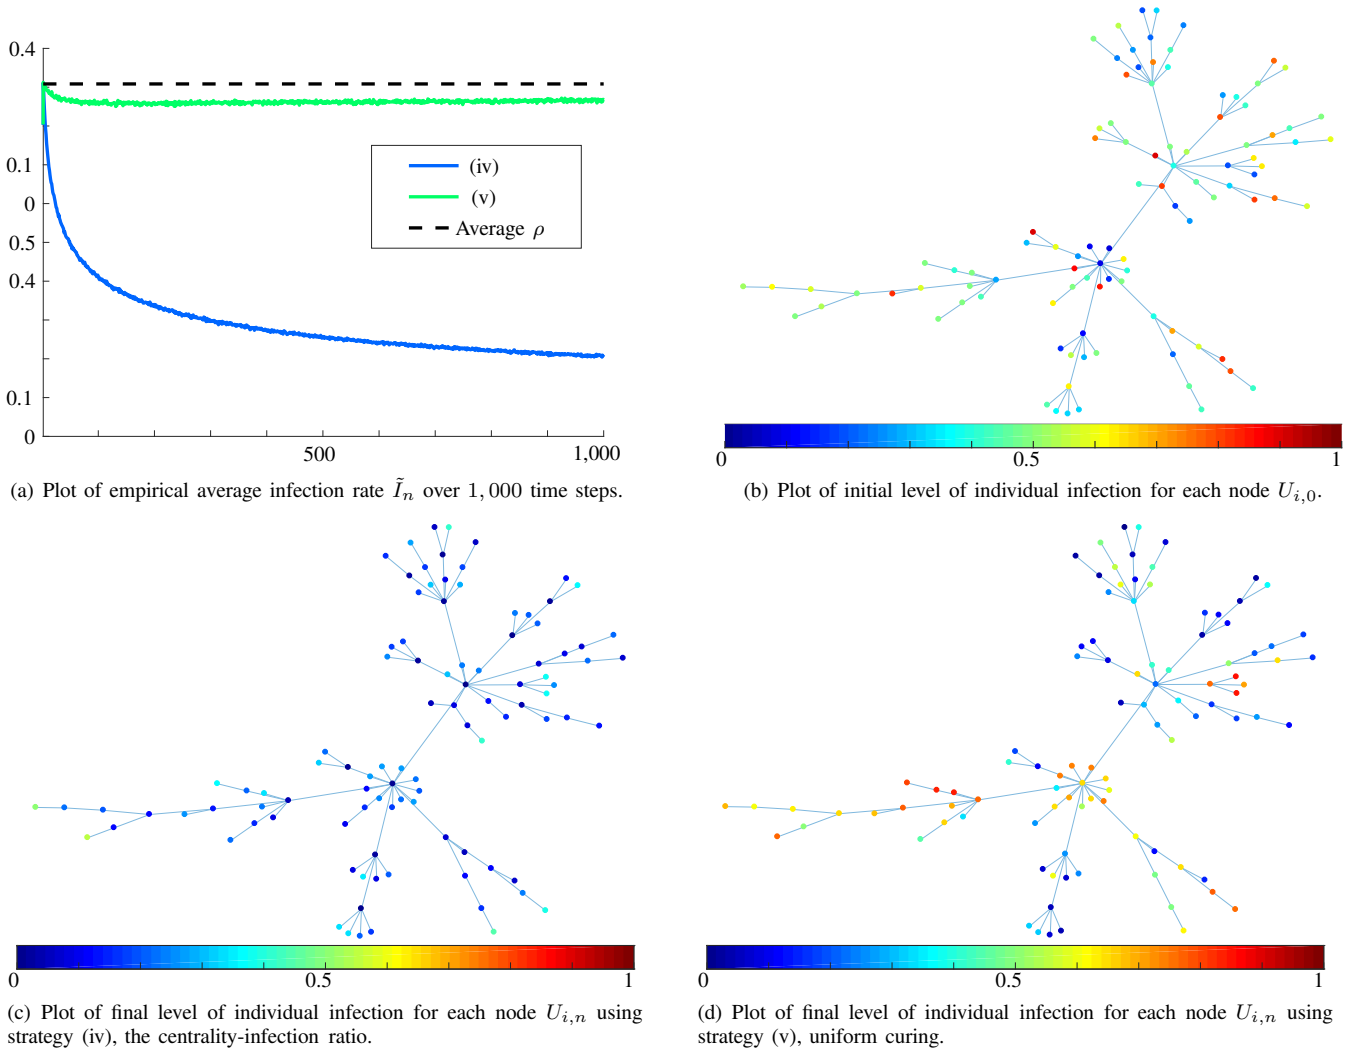 0.4
0.1
0
0.5
0.4
0.1
0
500
1,000
(iv)
(v)
Average ρ
(a) Plot of empirical average infection rate Ĩn over 1,000 time steps.
0
0.5
1
(b) Plot of initial level of individual infection for each node Ui,0.
0
0.5
1
(c) Plot of final level of individual infection for each node Ui,n using
strategy (iv), the centrality-infection ratio.
0
0.5
1
(d) Plot of final level of individual infection for each node Ui,n using
strategy (v), uniform curing.